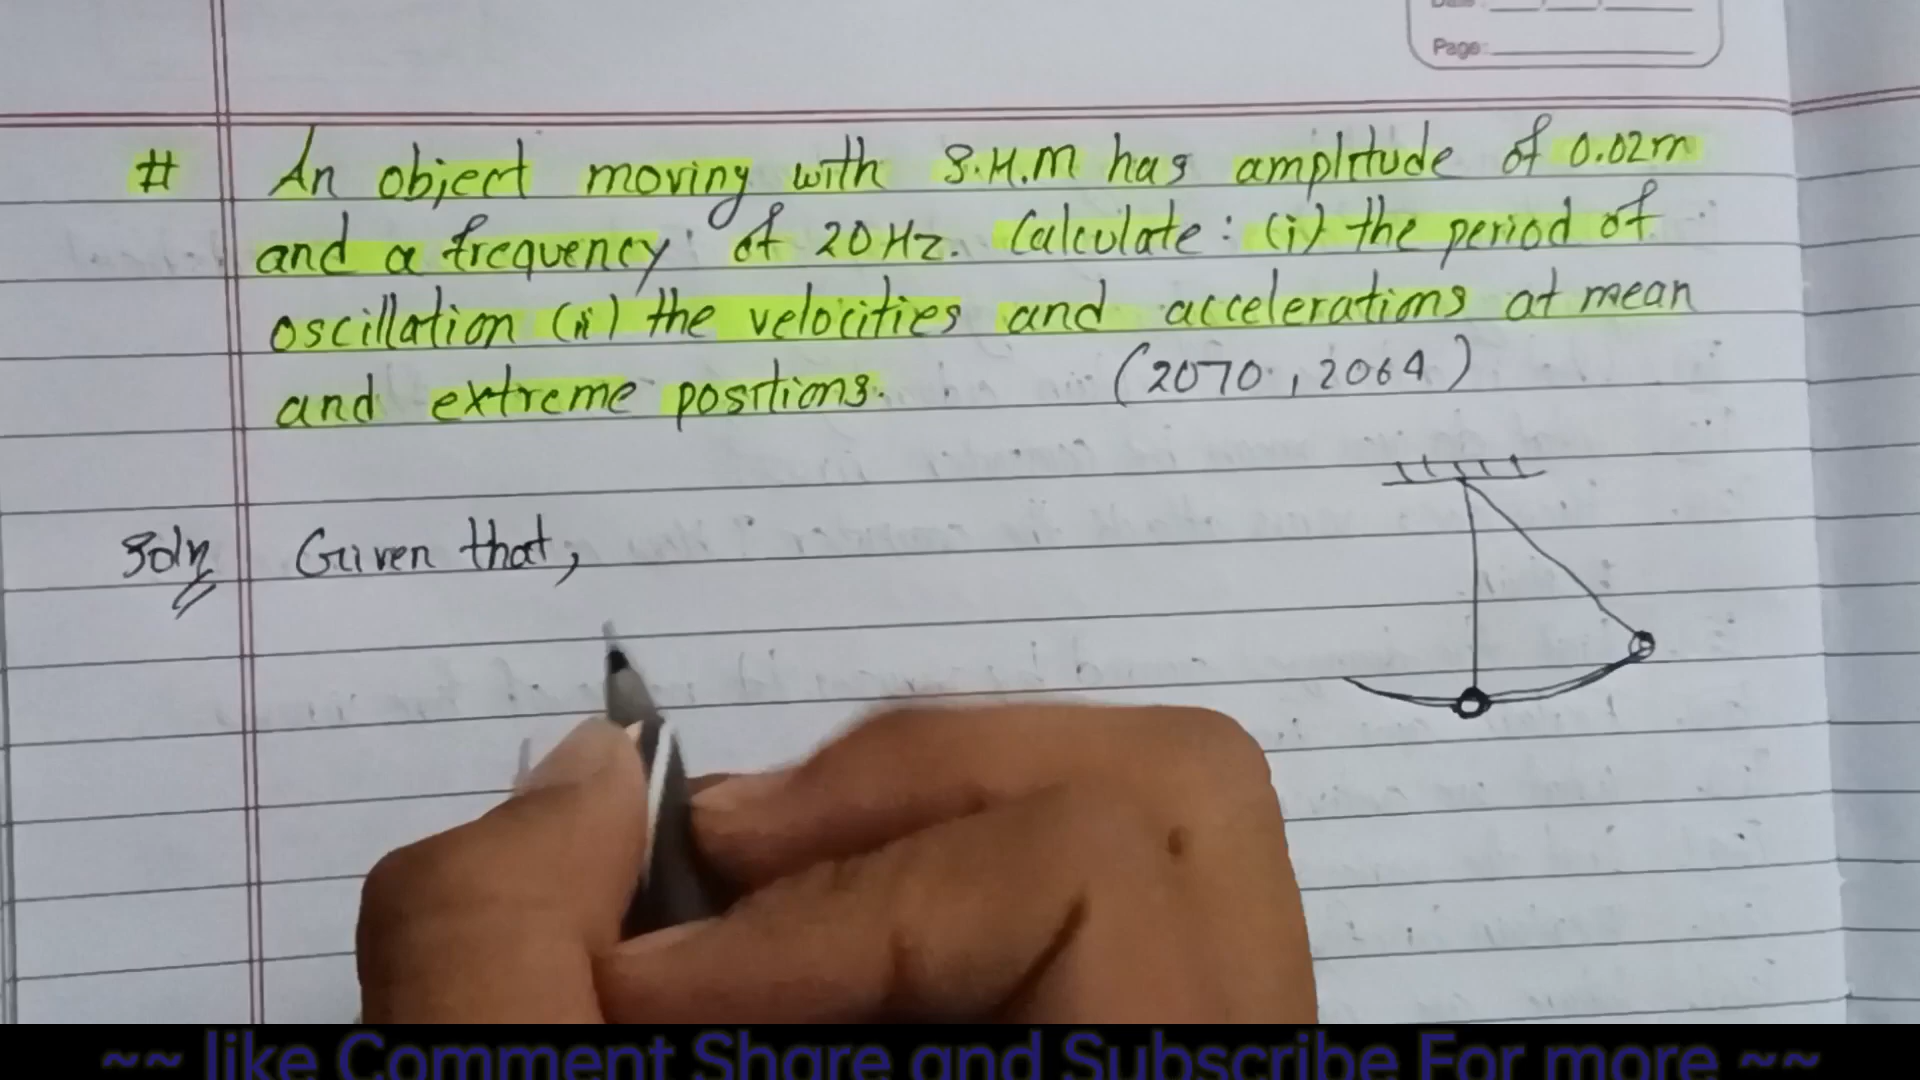 Page:
# An object moving with S.H.M has amplitude of 0.02m
and a frequency of 20Hz. Calculate: (i) the period of
oscillation (ii) the velocities and accelerations at mean
and extreme positions. (2070, 2064)
Soln Given that,
~~ like Comment Share and Subscribe For more ~~